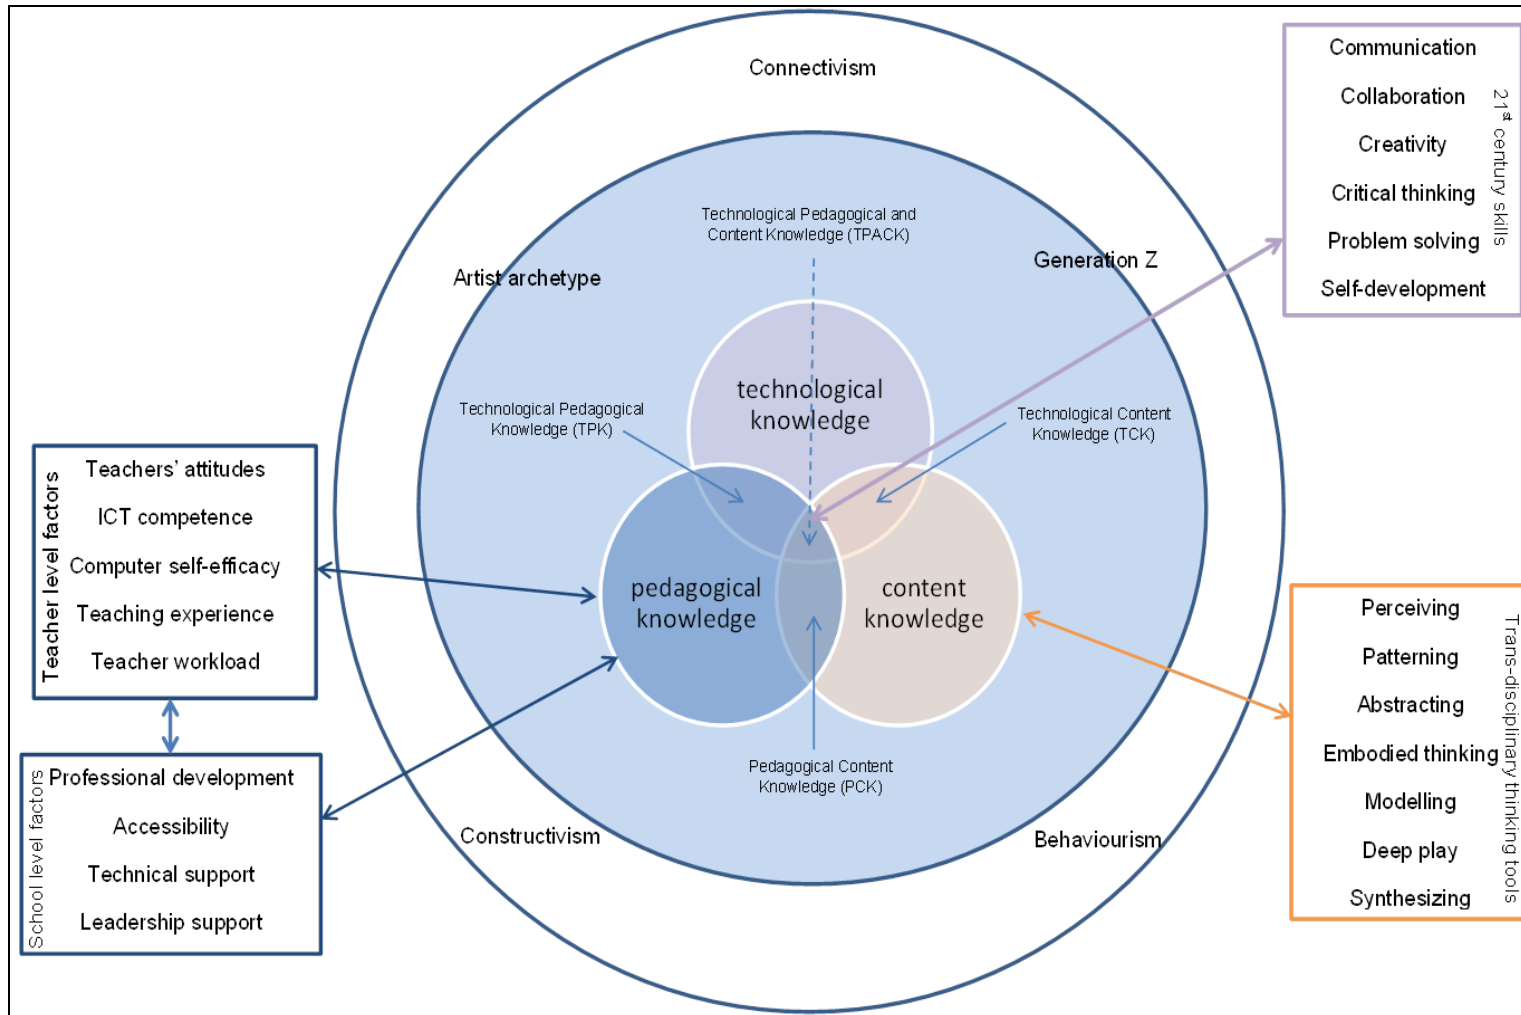 Connectivism
Artist archetype
Generation Z
Technological Pedagogical and
Content Knowledge (TPACK)
Technological Pedagogical
Knowledge (TPK)
Technological Content
Knowledge (TCK)
technological
knowledge
pedagogical
knowledge
content
knowledge
Pedagogical Content
Knowledge (PCK)
Constructivism
Behaviourism
Teacher level factors
Teachers' attitudes
ICT competence
Computer self-efficacy
Teaching experience
Teacher workload
School level factors
Professional development
Accessibility
Technical support
Leadership support
Communication
Collaboration
Creativity
Critical thinking
Problem solving
Self-development
21st century skills
Perceiving
Patterning
Abstracting
Embodied thinking
Modelling
Deep play
Synthesizing
Trans-disciplinary thinking tools